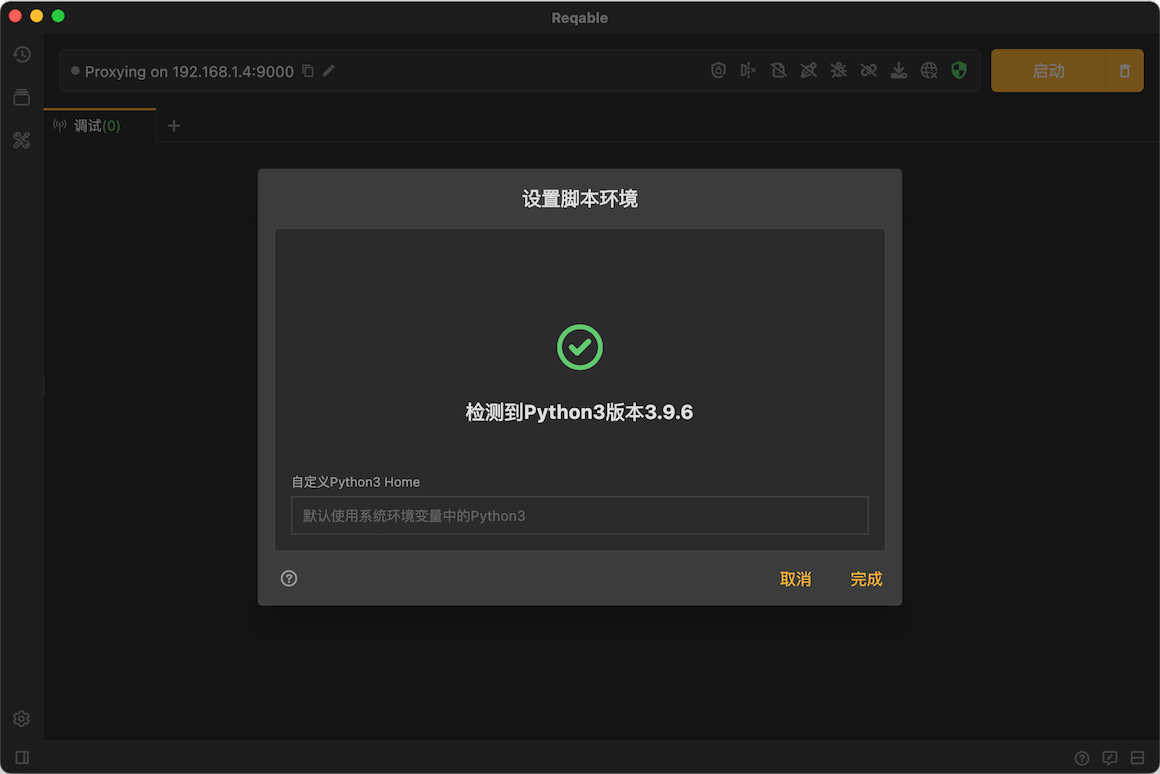 Reqable
Proxying on 192.168.1.4:9000
启动
调试(0)
设置脚本环境
检测到Python3版本3.9.6
自定义Python3 Home
默认使用系统环境变量中的Python3
取消
完成